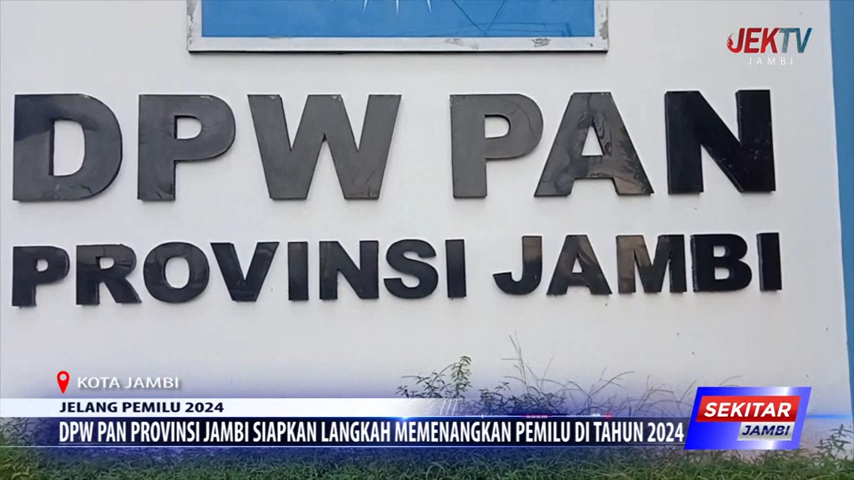 JEKTV
JAMBI
DPW PAN
PROVINSI JAMBI
KOTA JAMBI
JELANG PEMILU 2024
DPW PAN PROVINSI JAMBI SIAPKAN LANGKAH MEMENANGKAN PEMILU DI TAHUN 2024
SEKITAR
JAMBI